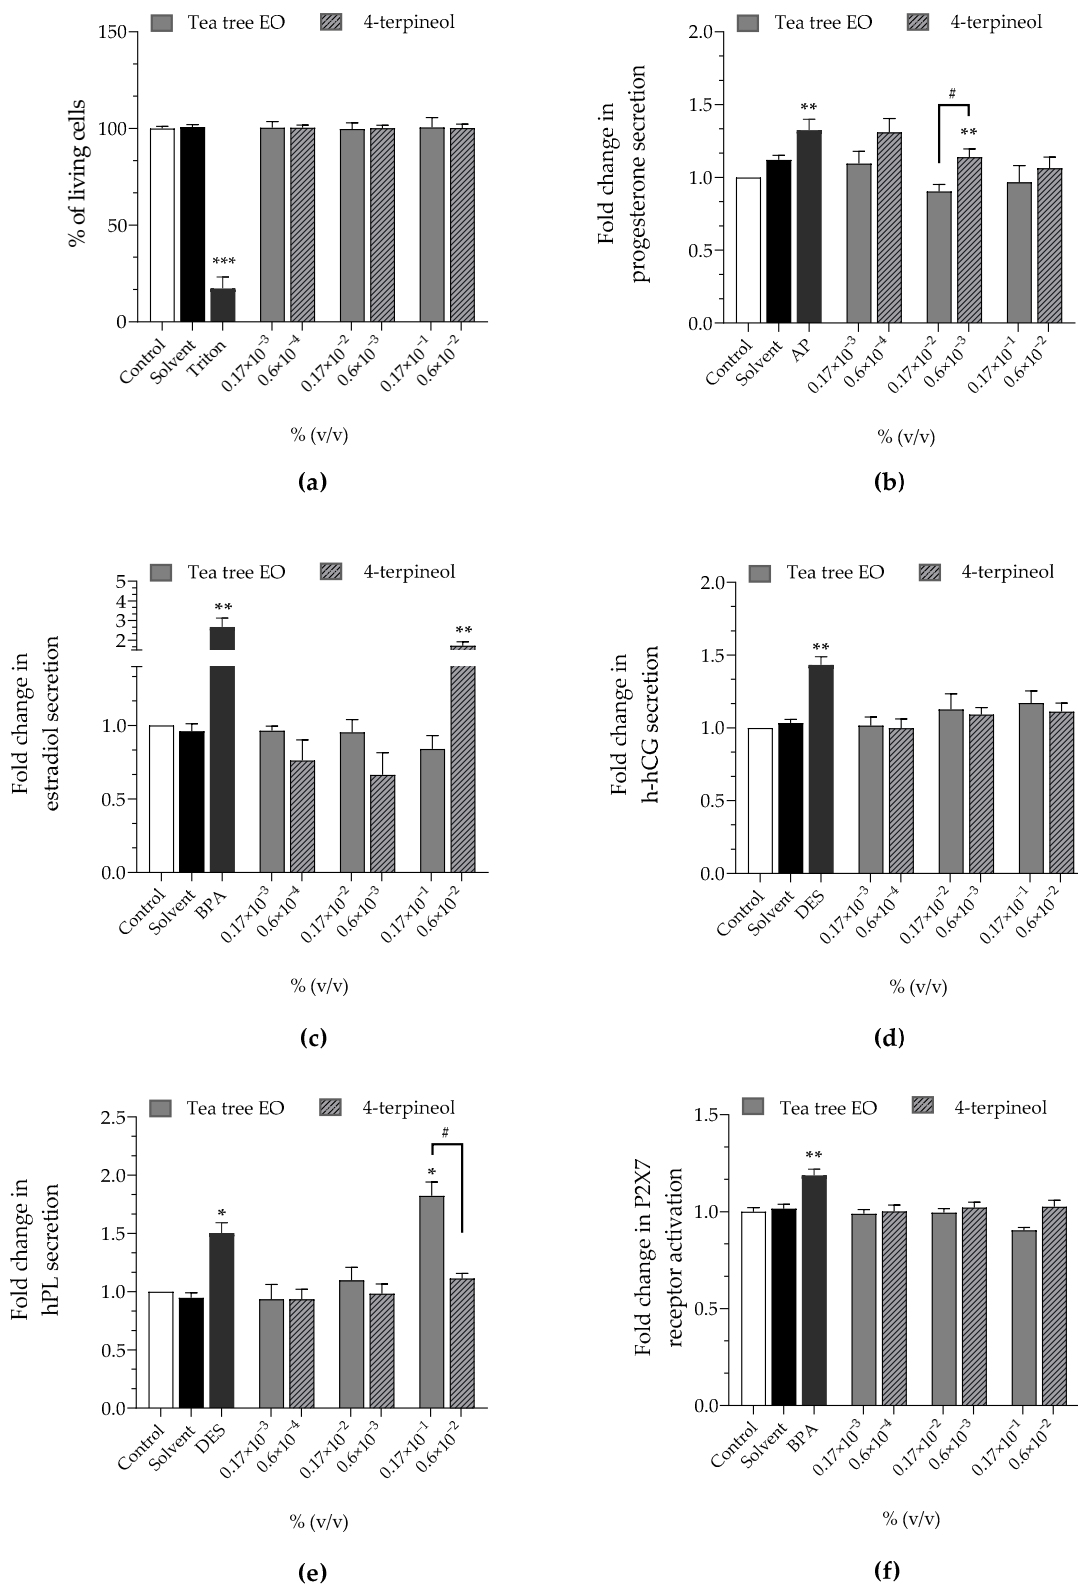 Tea tree EO 4-terpineol
150
100
50
0
% of living cells
***
Control Solvent Triton 0.17×10⁻³ 0.6×10⁻⁴ 0.17×10⁻² 0.6×10⁻³ 0.17×10⁻¹ 0.6×10⁻²
% (v/v)
(a)
Tea tree EO 4-terpineol
2.0
1.5
1.0
0.5
0.0
Fold change in
progesterone secretion
**
#
**
Control Solvent AP 0.17×10⁻³ 0.6×10⁻⁴ 0.17×10⁻² 0.6×10⁻³ 0.17×10⁻¹ 0.6×10⁻²
% (v/v)
(b)
Tea tree EO 4-terpineol
5
4
3
2
1.0
0.5
0.0
Fold change in
estradiol secretion
**
**
Control Solvent BPA 0.17×10⁻³ 0.6×10⁻⁴ 0.17×10⁻² 0.6×10⁻³ 0.17×10⁻¹ 0.6×10⁻²
% (v/v)
(c)
Tea tree EO 4-terpineol
2.0
1.5
1.0
0.5
0.0
Fold change in
h-hCG secretion
**
Control Solvent DES 0.17×10⁻³ 0.6×10⁻⁴ 0.17×10⁻² 0.6×10⁻³ 0.17×10⁻¹ 0.6×10⁻²
% (v/v)
(d)
Tea tree EO 4-terpineol
2.5
2.0
1.5
1.0
0.5
0.0
Fold change in
hPL secretion
*
*
#
Control Solvent DES 0.17×10⁻³ 0.6×10⁻⁴ 0.17×10⁻² 0.6×10⁻³ 0.17×10⁻¹ 0.6×10⁻²
% (v/v)
(e)
Tea tree EO 4-terpineol
1.5
1.0
0.5
0.0
Fold change in P2X7
receptor activation
**
Control Solvent BPA 0.17×10⁻³ 0.6×10⁻⁴ 0.17×10⁻² 0.6×10⁻³ 0.17×10⁻¹ 0.6×10⁻²
% (v/v)
(f)